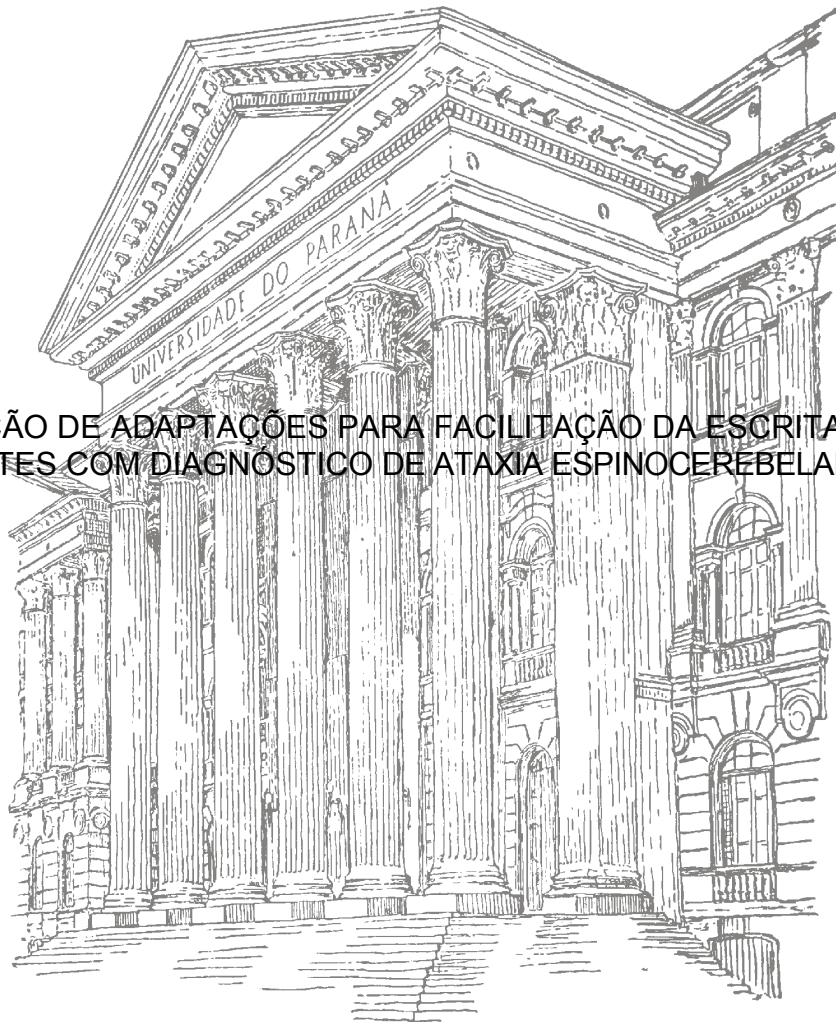 UNIVERSIDADE DO PARANÁ
ÃO DE ADAPTAÇÕES PARA FACILITAÇÃO DA ESCRITA
TES COM DIAGNÓSTICO DE ATAXIA ESPINOCEREBELA